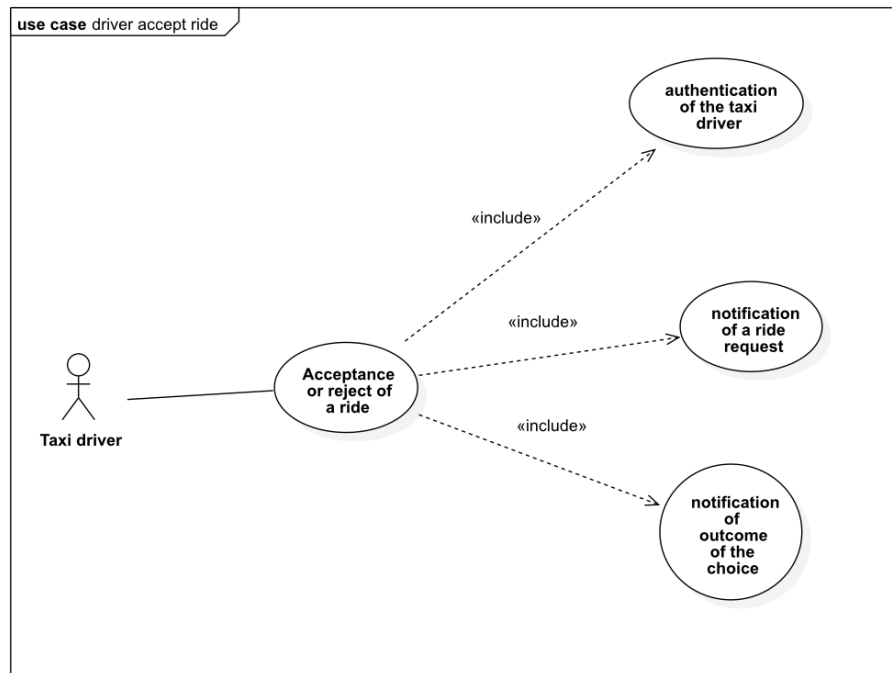 use case driver accept ride
authentication
of the taxi
driver
«include»
«include»
notification
of a ride
request
Acceptance
or reject of
a ride
Taxi driver
«include»
notification
of
outcome
of the
choice